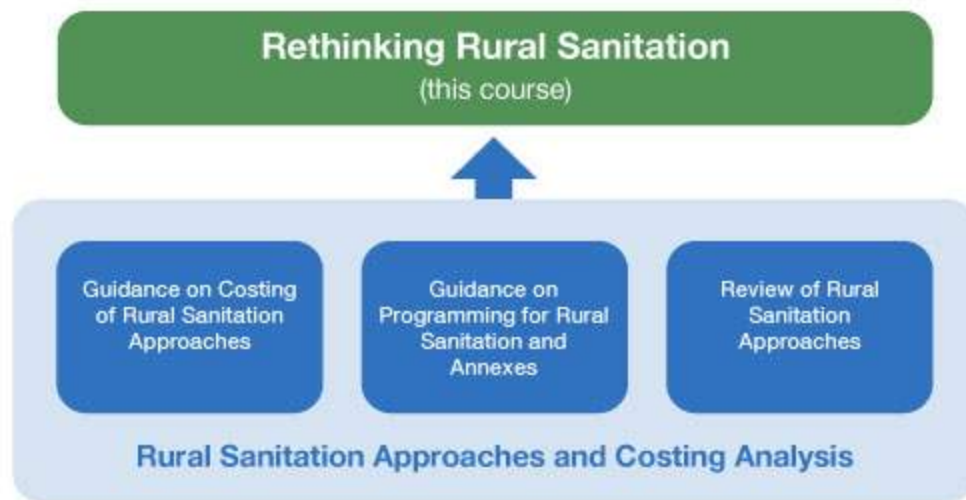 Rethinking Rural Sanitation
(this course)
Guidance on Costing
of Rural Sanitation
Approaches
Guidance on
Programming for Rural
Sanitation and
Annexes
Review of Rural
Sanitation
Approaches
Rural Sanitation Approaches and Costing Analysis